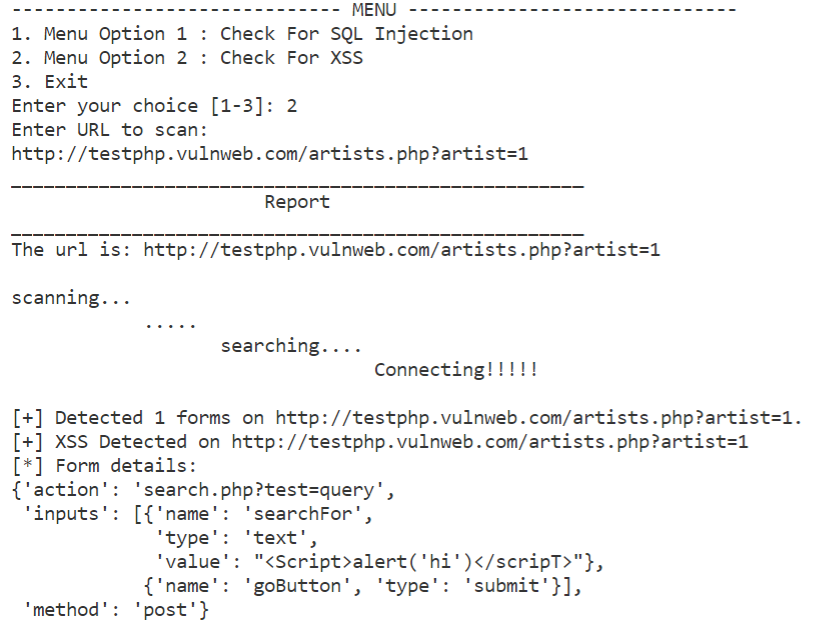 ------------------------------ MENU ------------------------------
1. Menu Option 1 : Check For SQL Injection
2. Menu Option 2 : Check For XSS
3. Exit
Enter your choice [1-3]: 2
Enter URL to scan:
http://testphp.vulnweb.com/artists.php?artist=1
____________________________________________________
Report
____________________________________________________
The url is: http://testphp.vulnweb.com/artists.php?artist=1
scanning...
.....
searching....
Connecting!!!!!
[+] Detected 1 forms on http://testphp.vulnweb.com/artists.php?artist=1.
[+] XSS Detected on http://testphp.vulnweb.com/artists.php?artist=1
[*] Form details:
{'action': 'search.php?test=query',
 'inputs': [{'name': 'searchFor',
             'type': 'text',
             'value': "<Script>alert('hi')</scripT>"},
            {'name': 'goButton', 'type': 'submit'}],
 'method': 'post'}